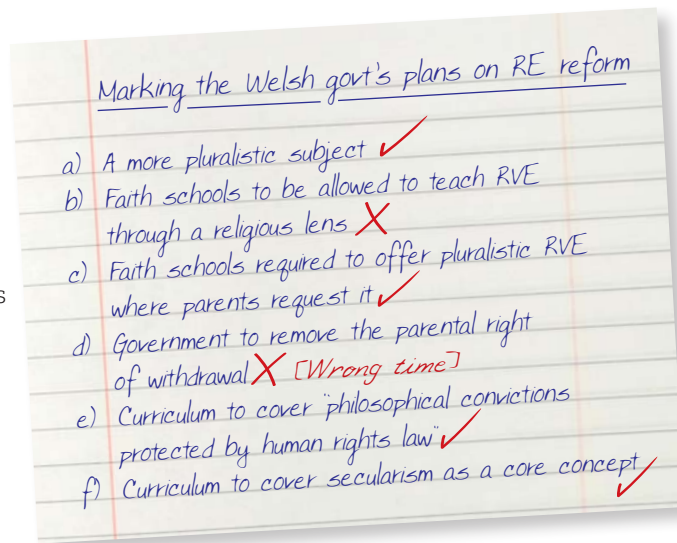 Marking the Welsh govt's plans on RE reform
a) A more pluralistic subject ✓
b) Faith schools to be allowed to teach RVE
through a religious lens X
c) Faith schools required to offer pluralistic RVE
where parents request it ✓
d) Government to remove the parental right
of withdrawal X [Wrong time]
e) Curriculum to cover "philosophical convictions
protected by human rights law" ✓
f) Curriculum to cover secularism as a core concept ✓
s